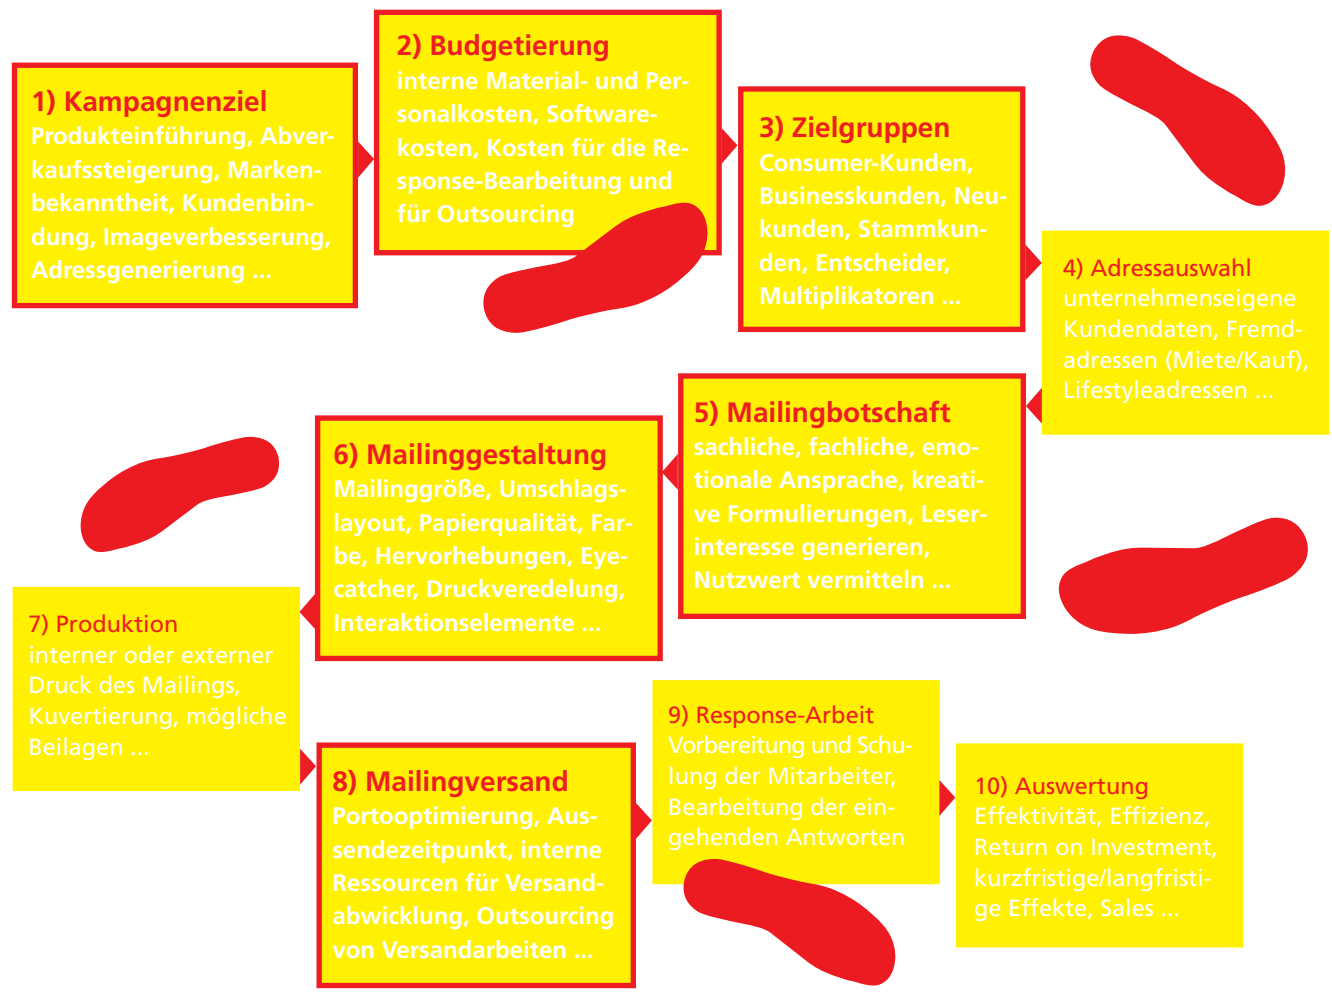 1) Kampagnenziel
Produkteinführung, Abver-
kaufssteigerung, Marken-
bekanntheit, Kundenbin-
dung, Imageverbesserung,
Adressgenerierung ...
2) Budgetierung
interne Material- und Per-
sonalkosten, Software-
kosten, Kosten für die Re-
sponse-Bearbeitung und
für Outsourcing
3) Zielgruppen
Consumer-Kunden,
Businesskunden, Neu-
kunden, Stammkun-
den, Entscheider,
Multiplikatoren ...
4) Adressauswahl
unternehmenseigene
Kundendaten, Fremd-
adressen (Miete/Kauf),
Lifestyleadressen ...
5) Mailingbotschaft
sachliche, fachliche, emo-
tionale Ansprache, kreati-
ve Formulierungen, Leser-
interesse generieren,
Nutzwert vermitteln ...
6) Mailinggestaltung
Mailinggröße, Umschlags-
layout, Papierqualität, Far-
be, Hervorhebungen, Eye-
catcher, Druckveredelung,
Interaktionselemente ...
7) Produktion
interner oder externer
Druck des Mailings,
Kuvertierung, mögliche
Beilagen ...
8) Mailingversand
Portooptimierung, Aus-
sendezeitpunkt, interne
Ressourcen für Versand-
abwicklung, Outsourcing
von Versandarbeiten ...
9) Response-Arbeit
Vorbereitung und Schu-
lung der Mitarbeiter,
Bearbeitung der ein-
gehenden Antworten
10) Auswertung
Effektivität, Effizienz,
Return on Investment,
kurzfristige/langfristi-
ge Effekte, Sales ...